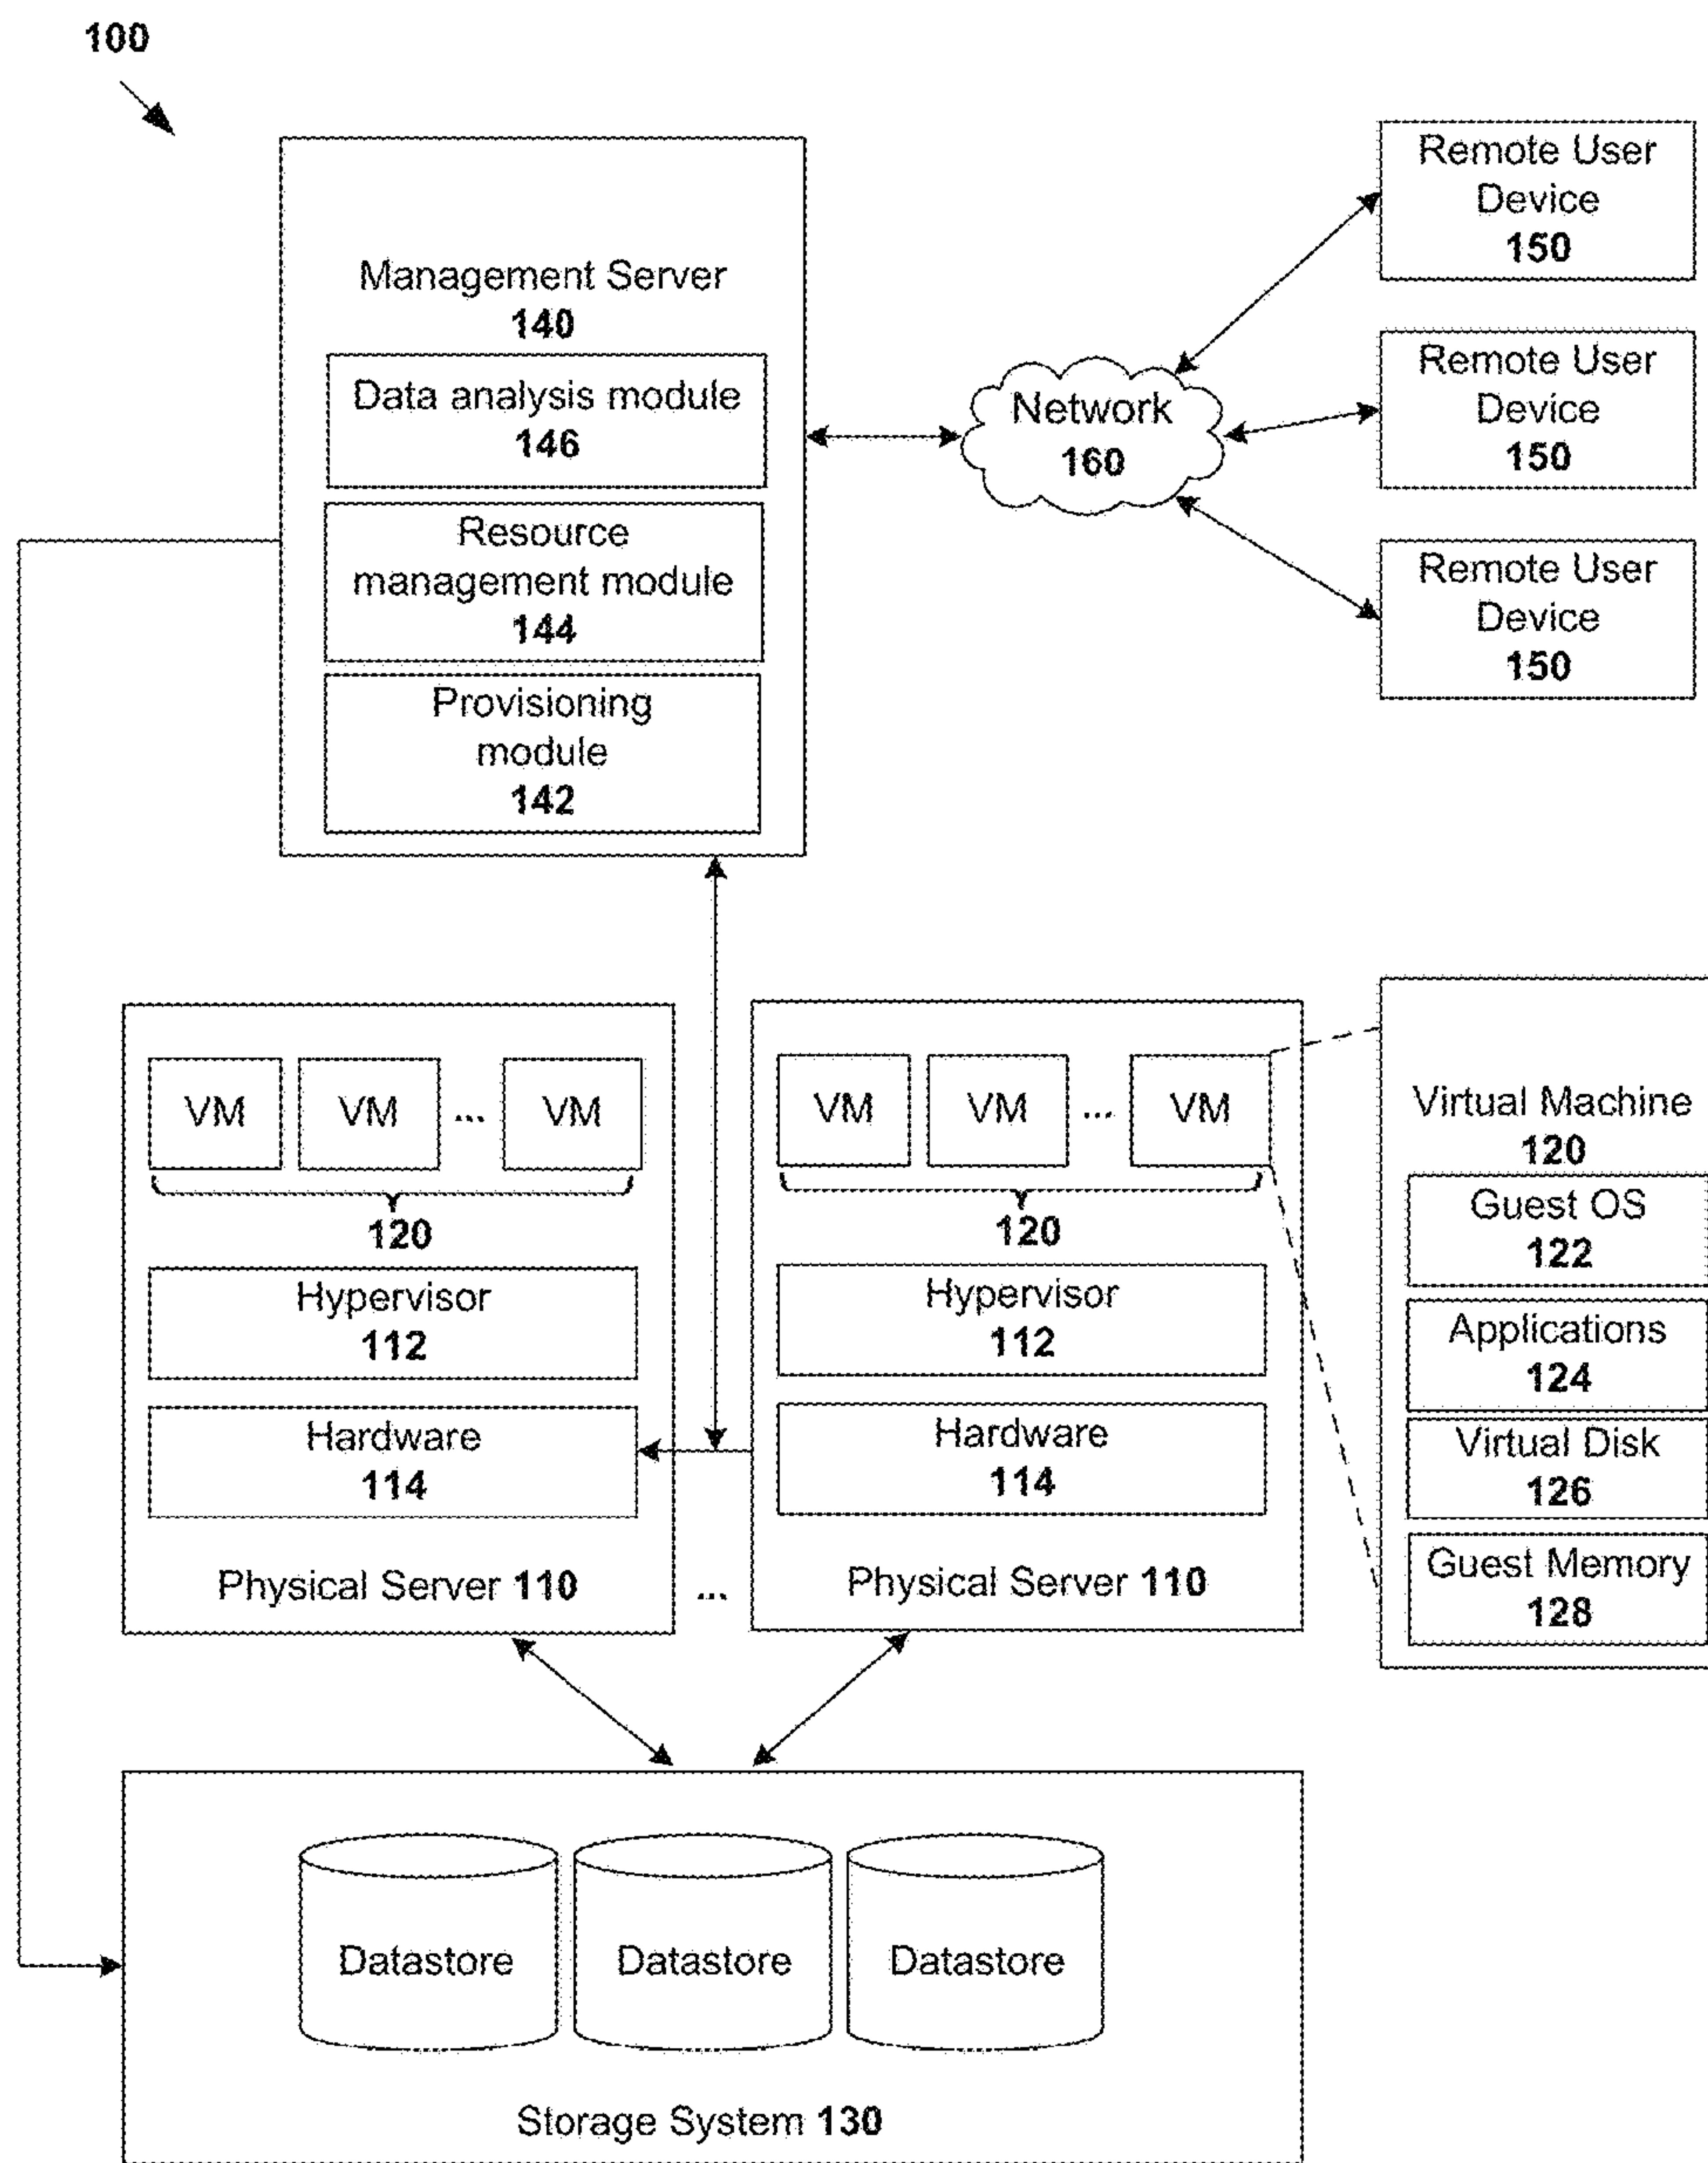 100
Management Server
140
Data analysis module
146
Resource
management module
144
Provisioning
module
142
Network
160
Remote User
Device
150
Remote User
Device
150
Remote User
Device
150
VM VM ... VM
120
Hypervisor
112
Hardware
114
Physical Server 110
...
VM VM ... VM
120
Hypervisor
112
Hardware
114
Physical Server 110
Virtual Machine
120
Guest OS
122
Applications
124
Virtual Disk
126
Guest Memory
128
Datastore Datastore Datastore
Storage System 130